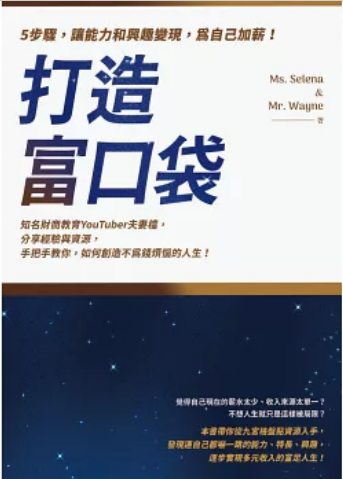 5步驟，讓能力和興趣變現，為自己加薪！
打造
富口袋
Ms. Selena
&
Mr. Wayne
著
知名財商教育YouTuber夫妻檔，
分享經驗與資源，
手把手教你，如何創造不為錢煩惱的人生！
覺得自己現在的薪水太少、收入來源太單一？
不想人生就只是這樣被局限？
本書帶你從九宮格盤點資源入手，
發現連自己都嚇一跳的能力、特長、興趣，
逐步實現多元收入的富足人生！